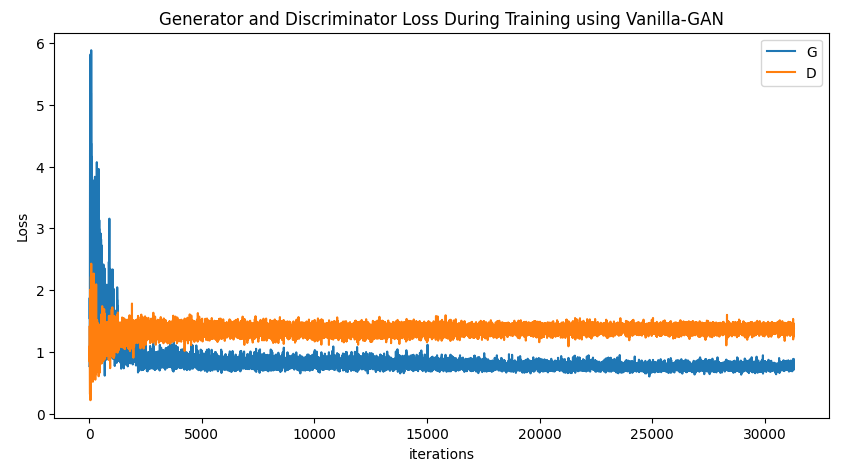 Generator and Discriminator Loss During Training using Vanilla-GAN
G
D
Loss
6
5
4
3
2
1
0
0 5000 10000 15000 20000 25000 30000
iterations